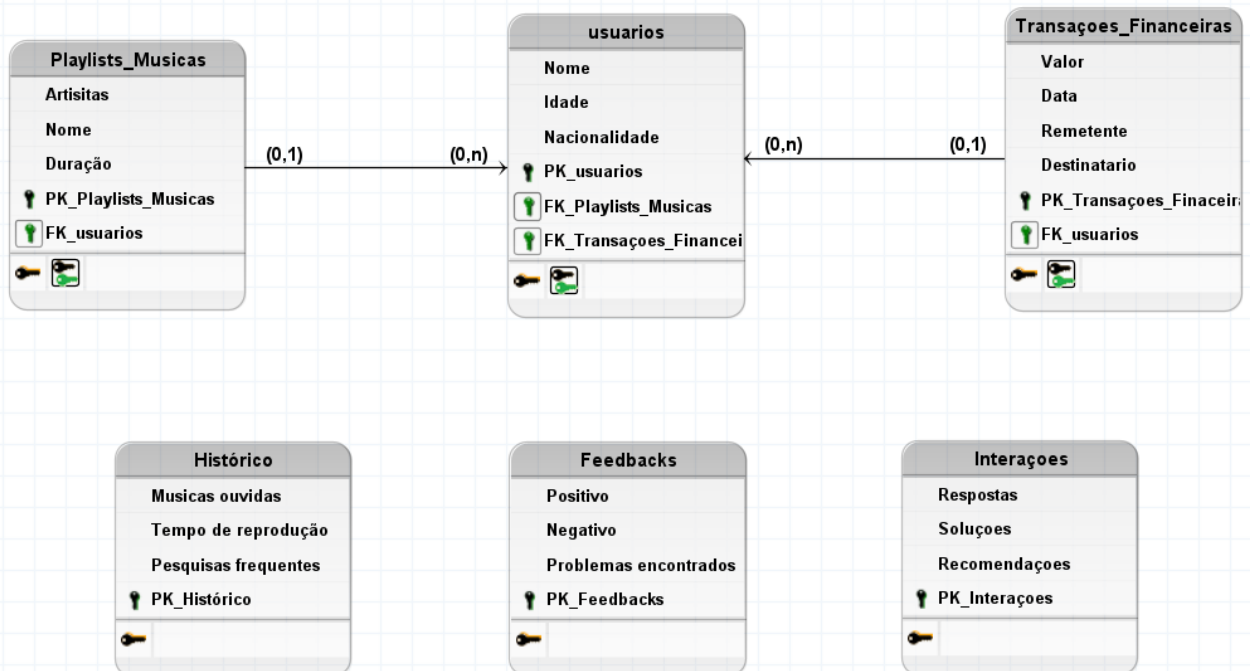 Playlists_Musicas
Artisitas
Nome
Duração
PK_Playlists_Musicas
FK_usuarios
(0,1)
(0,n)
usuarios
Nome
Idade
Nacionalidade
PK_usuarios
FK_Playlists_Musicas
FK_Transaçoes_Financei
(0,n)
(0,1)
Transaçoes_Financeiras
Valor
Data
Remetente
Destinatario
PK_Transaçoes_Finaceir
FK_usuarios
Histórico
Musicas ouvidas
Tempo de reprodução
Pesquisas frequentes
PK_Histórico
Feedbacks
Positivo
Negativo
Problemas encontrados
PK_Feedbacks
Interaçoes
Respostas
Soluçoes
Recomendaçoes
PK_Interaçoes